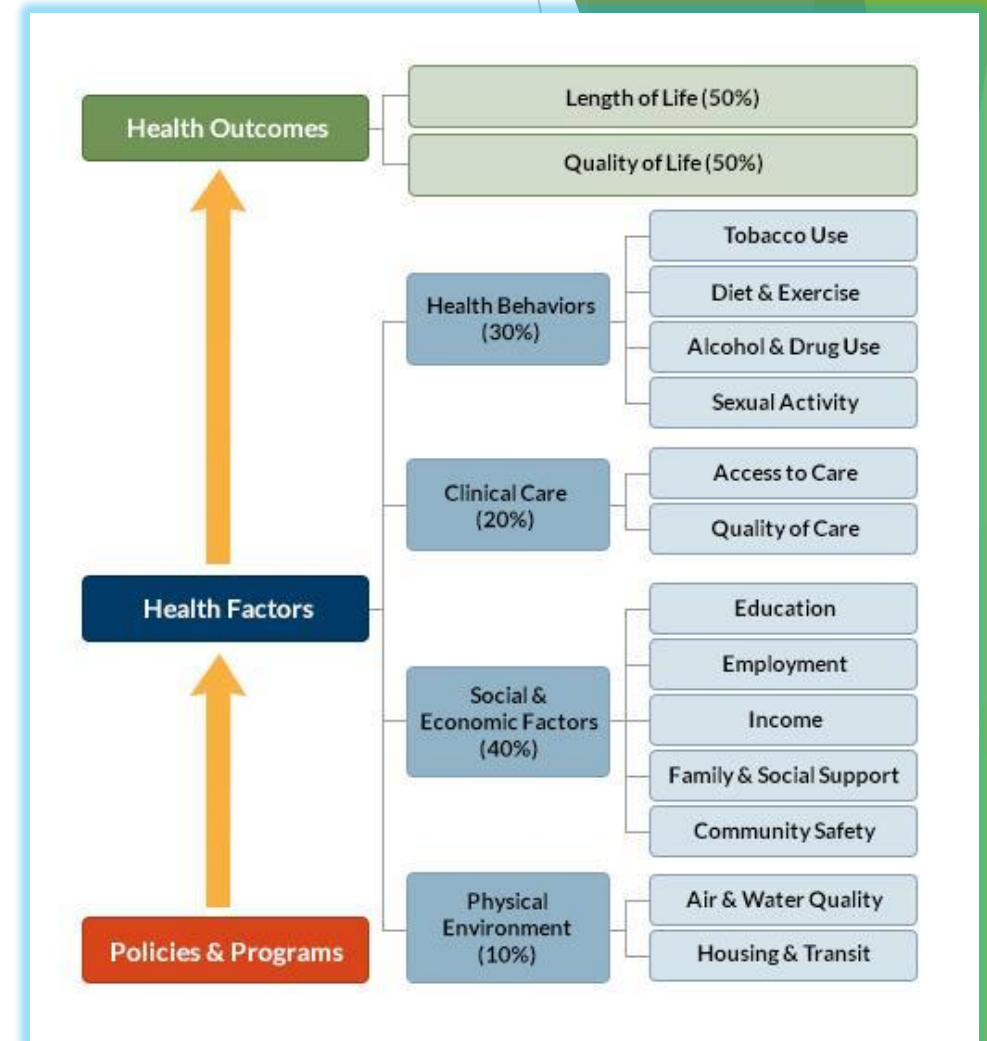 Health Outcomes
Length of Life (50%)
Quality of Life (50%)
Health Factors
Health Behaviors
(30%)
Tobacco Use
Diet & Exercise
Alcohol & Drug Use
Sexual Activity
Clinical Care
(20%)
Access to Care
Quality of Care
Social &
Economic Factors
(40%)
Education
Employment
Income
Family & Social Support
Community Safety
Physical
Environment
(10%)
Air & Water Quality
Housing & Transit
Policies & Programs